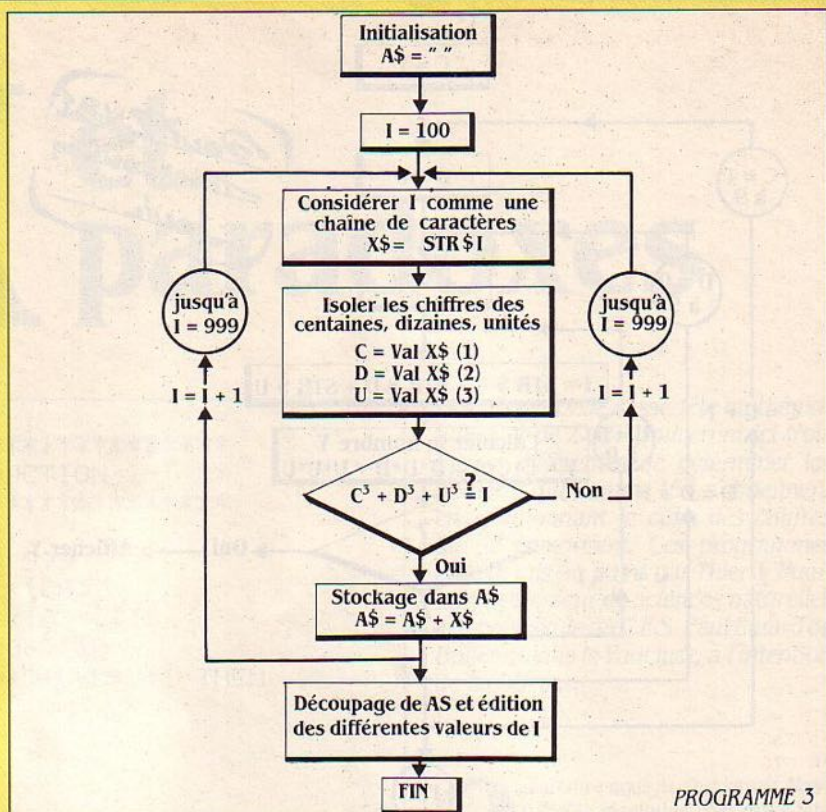 Initialisation
A$ = " "
I = 100
Considérer I comme une
chaîne de caractères
X$= STR$I
jusqu'à
I = 999
I = I + 1
Isoler les chiffres des
centaines, dizaines, unités
C = Val X$ (1)
D = Val X$ (2)
U = Val X$ (3)
jusqu'à
I = 999
I = I + 1
C³ + D³ + U³ ≟ I
Non
Oui
Stockage dans A$
A$ = A$ + X$
Découpage de AS et édition
des différentes valeurs de I
FIN
PROGRAMME 3